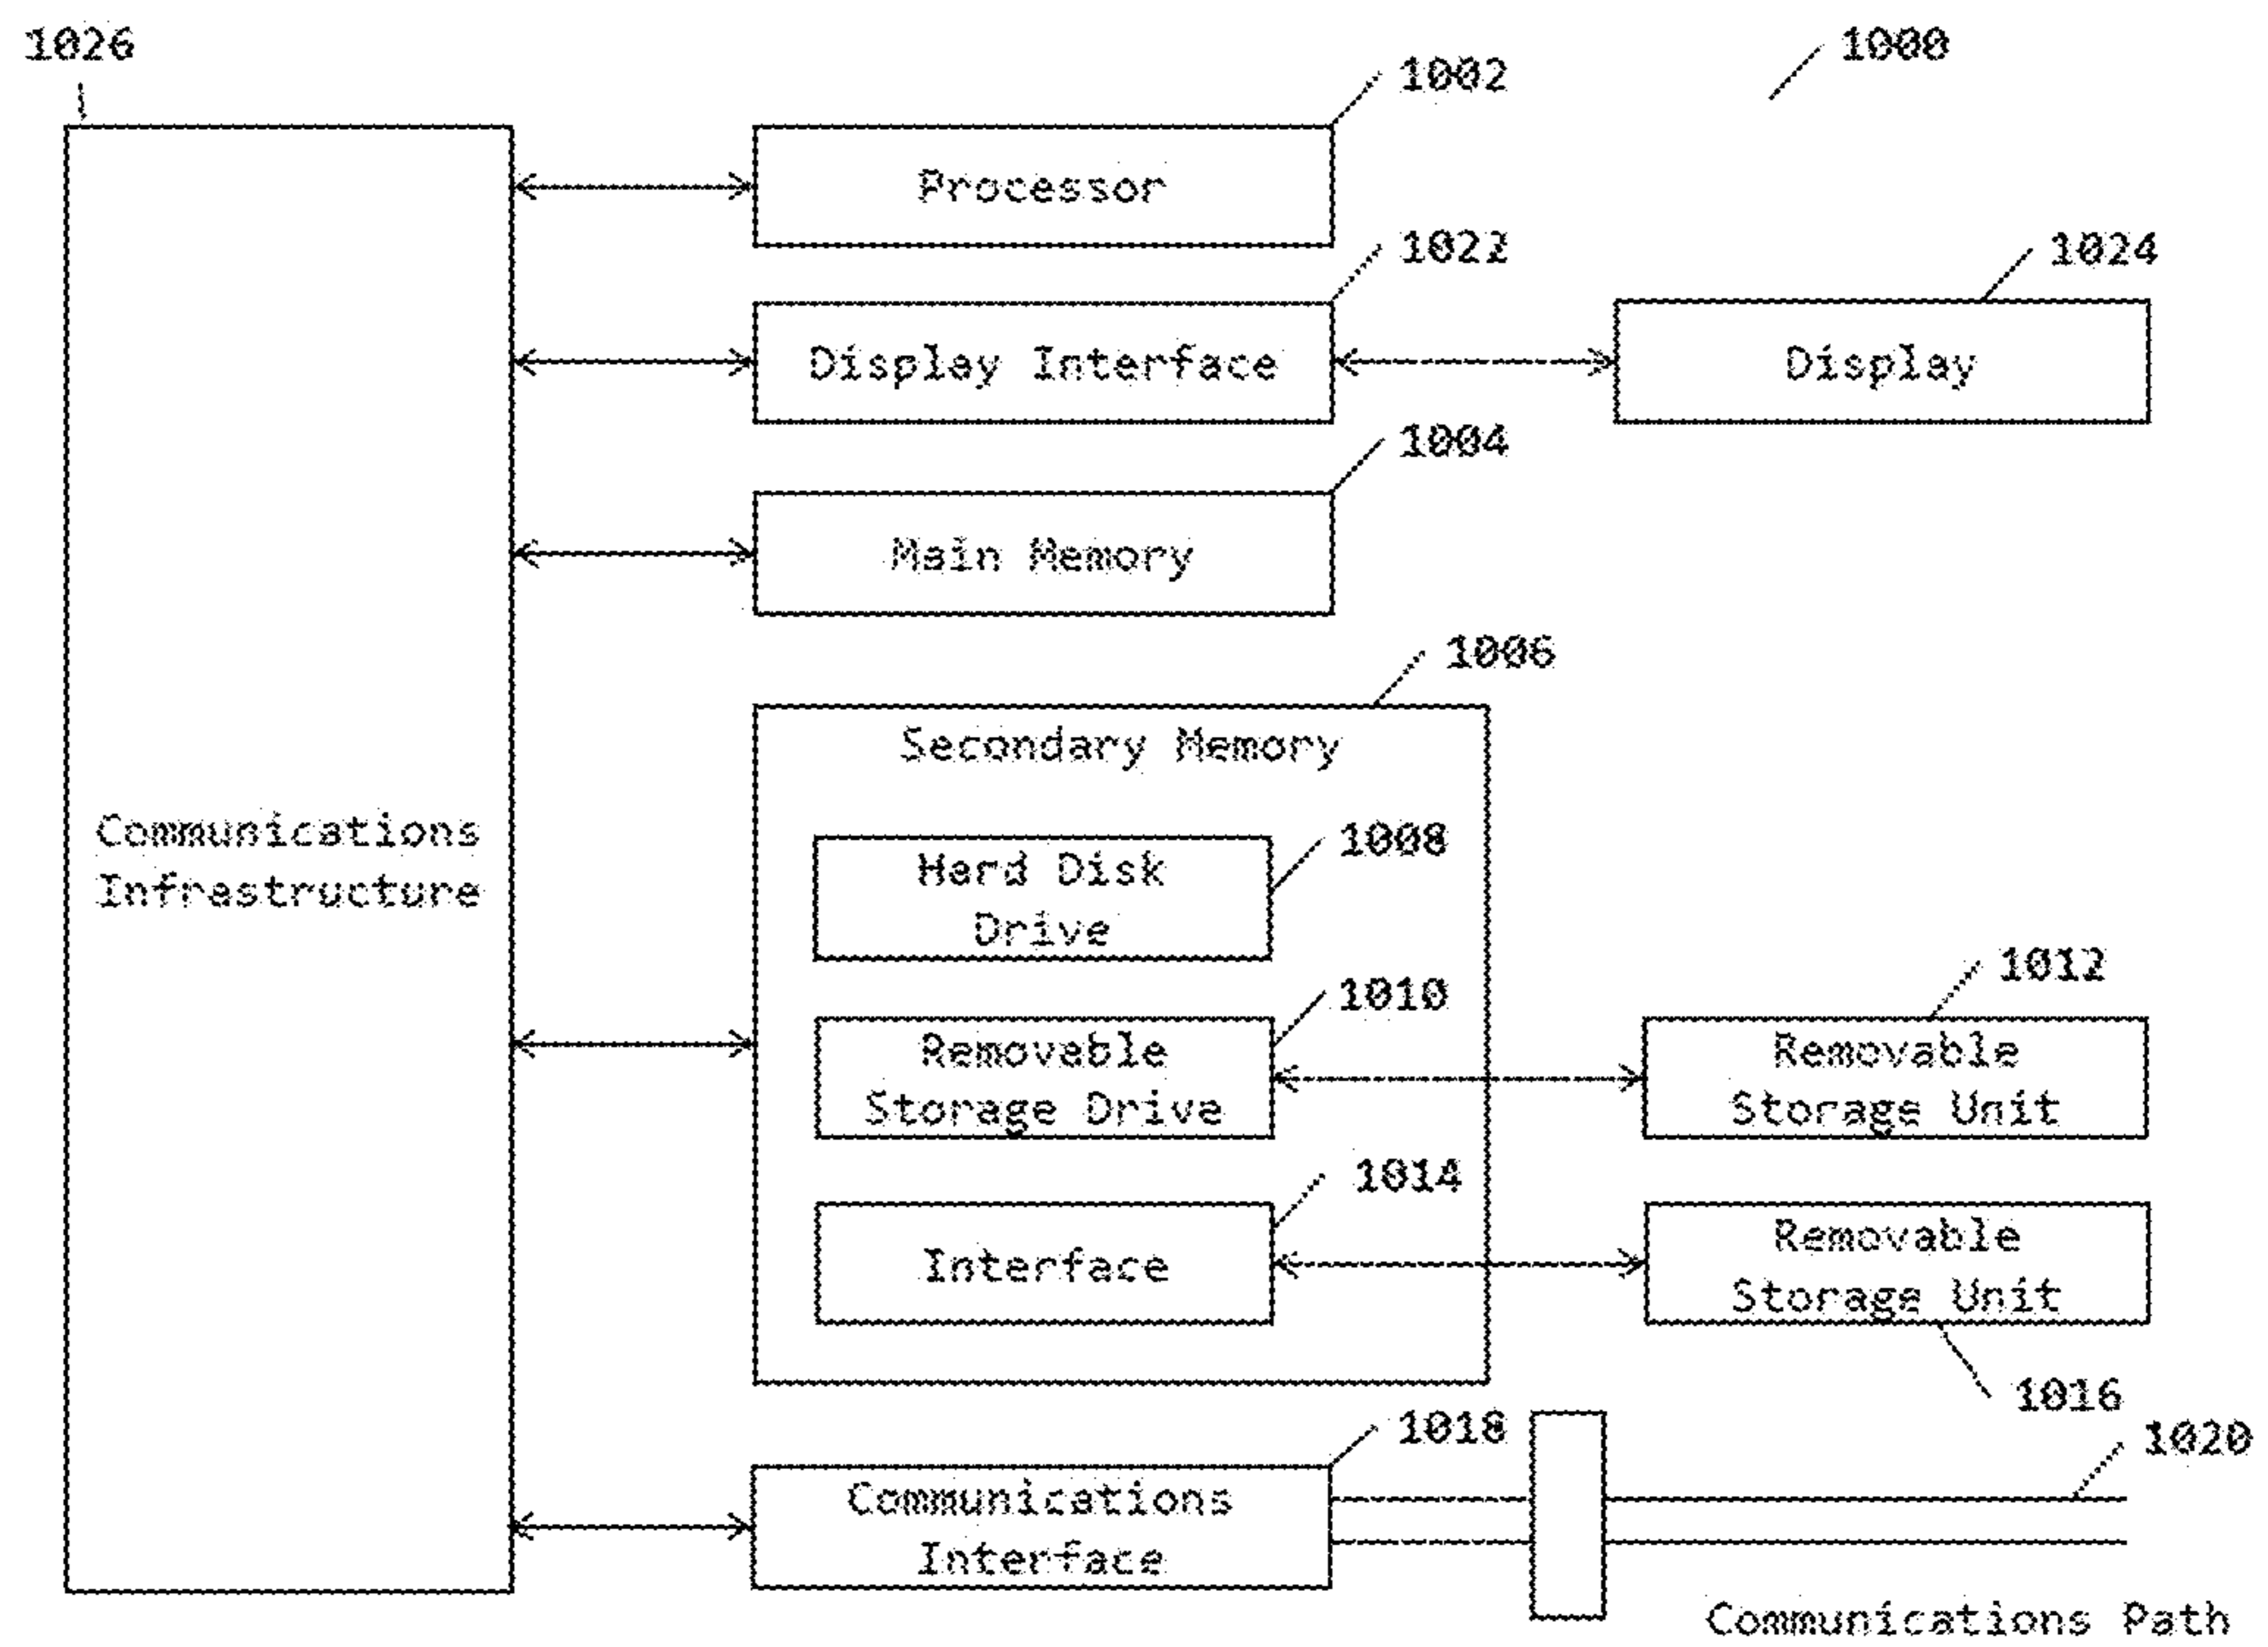 1026
1000
1002
Processor
1022
1024
Display Interface
Display
1004
Main Memory
1006
Secondary Memory
Communications
Infrastructure
1008
Hard Disk
Drive
1012
1010
Removable
Storage Drive
Removable
Storage Unit
1014
Interface
Removable
Storage Unit
1016
1018
1020
Communications
Interface
Communications Path